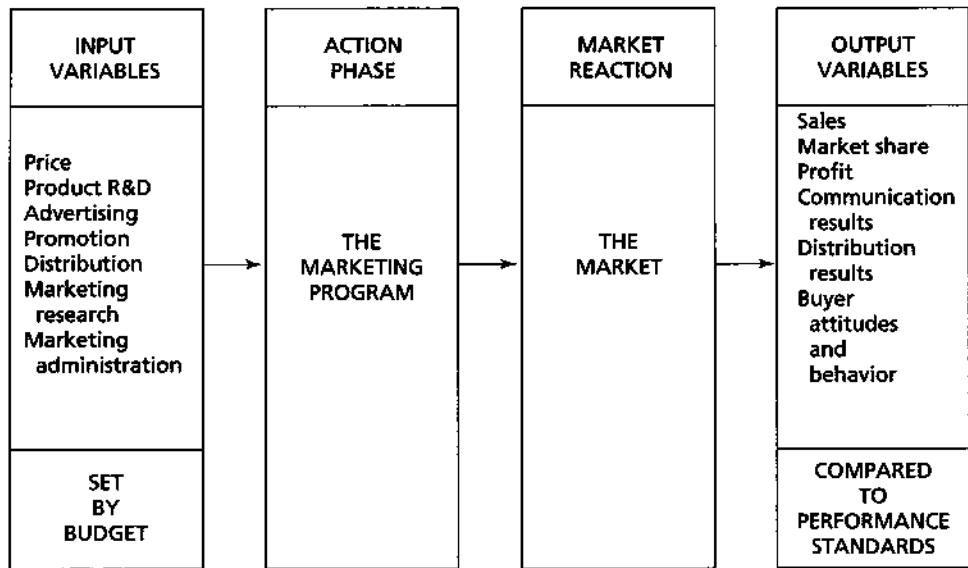 INPUT
VARIABLES
Price
Product R&D
Advertising
Promotion
Distribution
Marketing
research
Marketing
administration
SET
BY
BUDGET
ACTION
PHASE
THE
MARKETING
PROGRAM
MARKET
REACTION
THE
MARKET
OUTPUT
VARIABLES
Sales
Market share
Profit
Communication
results
Distribution
results
Buyer
attitudes
and
behavior
COMPARED
TO
PERFORMANCE
STANDARDS